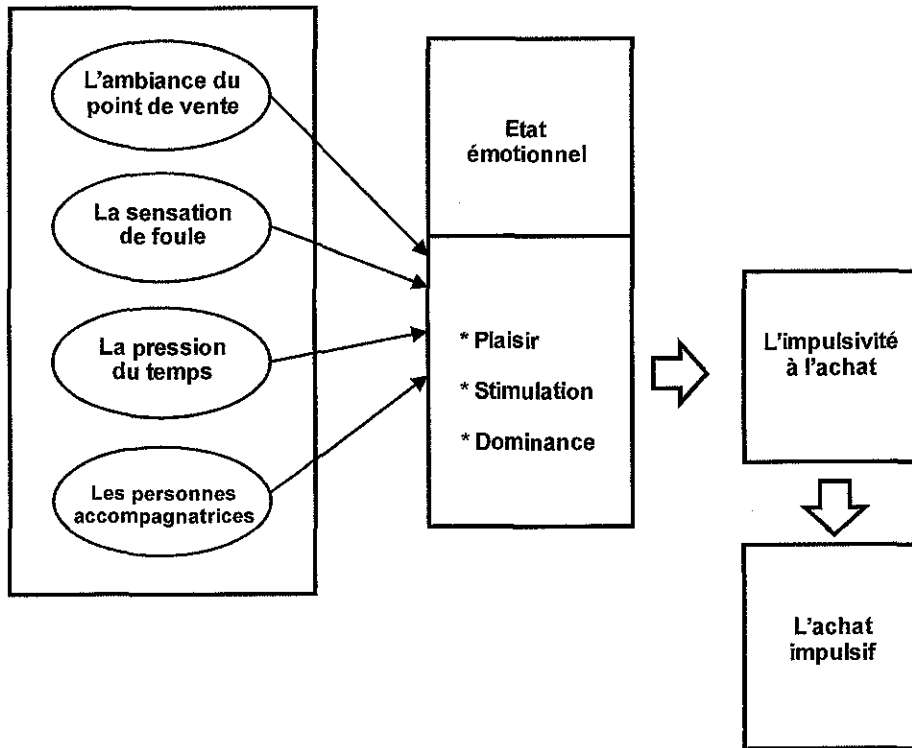 L'ambiance du
point de vente
La sensation
de foule
La pression
du temps
Les personnes
accompagnatrices
Etat
émotionnel
* Plaisir
* Stimulation
* Dominance
L'impulsivité
à l'achat
L'achat
impulsif